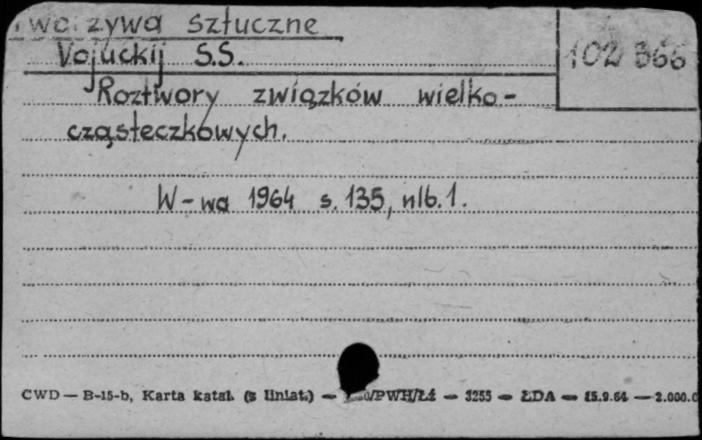 Tworzywa sztuczne
102 366
Vojuckij S.S.
Roztwory związków wielko-
cząsteczkowych.
W-wa 1964 s. 135, nlb. 1.
CWD — B-15-b, Karta katal. (z liniat.) — /PWH/Łź — 3255 — ŁDA — 15.9.64 — 2.000.0